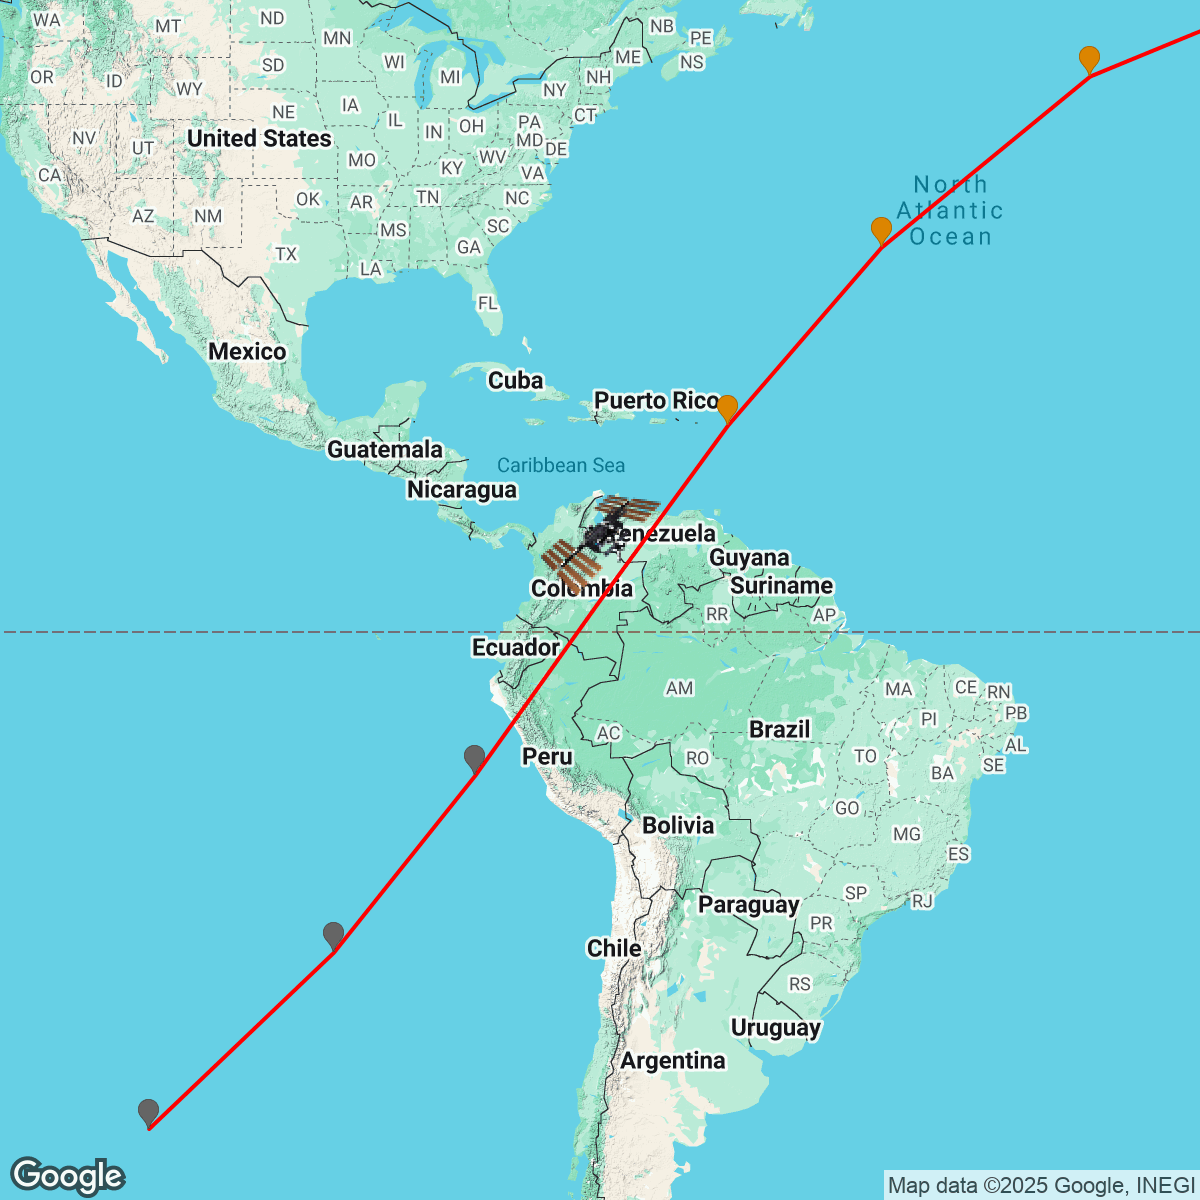 WA
MT
ND
MN
NB
PE
ME
NS
OR
ID
SD
WI
MI
NH
WY
NY
NE
IA
CT
NV
UT
United States
IL
IN
OH
PA
MD
DE
CA
MO
KY
WV
VA
AZ
NM
OK
AR
TN
NC
MS
SC
TX
LA
GA
FL
North
Atlantic
Ocean
Mexico
Cuba
Puerto Rico
Guatemala
Caribbean Sea
Nicaragua
enezuela
Guyana
Colombia
Suriname
RR
AP
Ecuador
AM
MA
CE
RN
PB
PI
Peru
AC
Brazil
RO
TO
AL
SE
BA
GO
Bolivia
MG
ES
SP
RJ
Paraguay
PR
Chile
RS
Uruguay
Argentina
Google
Map data ©2025 Google, INEGI